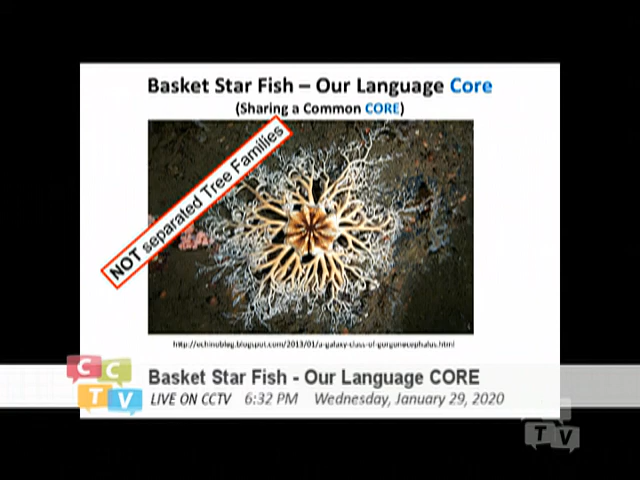 Basket Star Fish – Our Language Core
(Sharing a Common CORE)
NOT separated Tree Families
http://echinoblog.blogspot.com/2013/01/a-galaxy-class-of-gorgonocephalus.html
CC
TV
Basket Star Fish - Our Language CORE
LIVE ON CCTV 6:32 PM Wednesday, January 29, 2020
TV